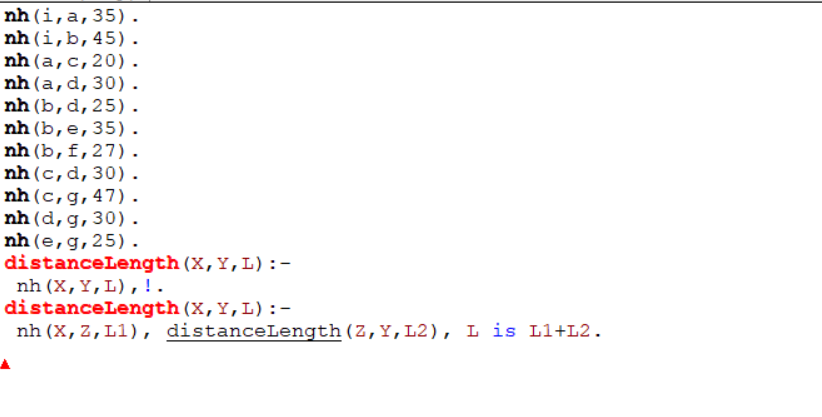 nh(i,a,35).
nh(i,b,45).
nh(a,c,20).
nh(a,d,30).
nh(b,d,25).
nh(b,e,35).
nh(b,f,27).
nh(c,d,30).
nh(c,g,47).
nh(d,g,30).
nh(e,g,25).
distanceLength(X,Y,L):-
 nh(X,Y,L),!.
distanceLength(X,Y,L):-
 nh(X,Z,L1), distanceLength(Z,Y,L2), L is L1+L2.